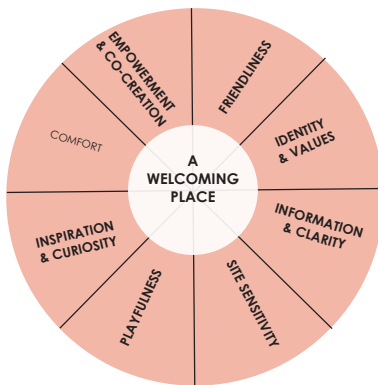 EMPOWERMENT
& CO-CREATION
FRIENDLINESS
IDENTITY
& VALUES
INFORMATION
& CLARITY
SITE SENSITIVITY
PLAYFULNESS
INSPIRATION
& CURIOSITY
COMFORT
A
WELCOMING
PLACE